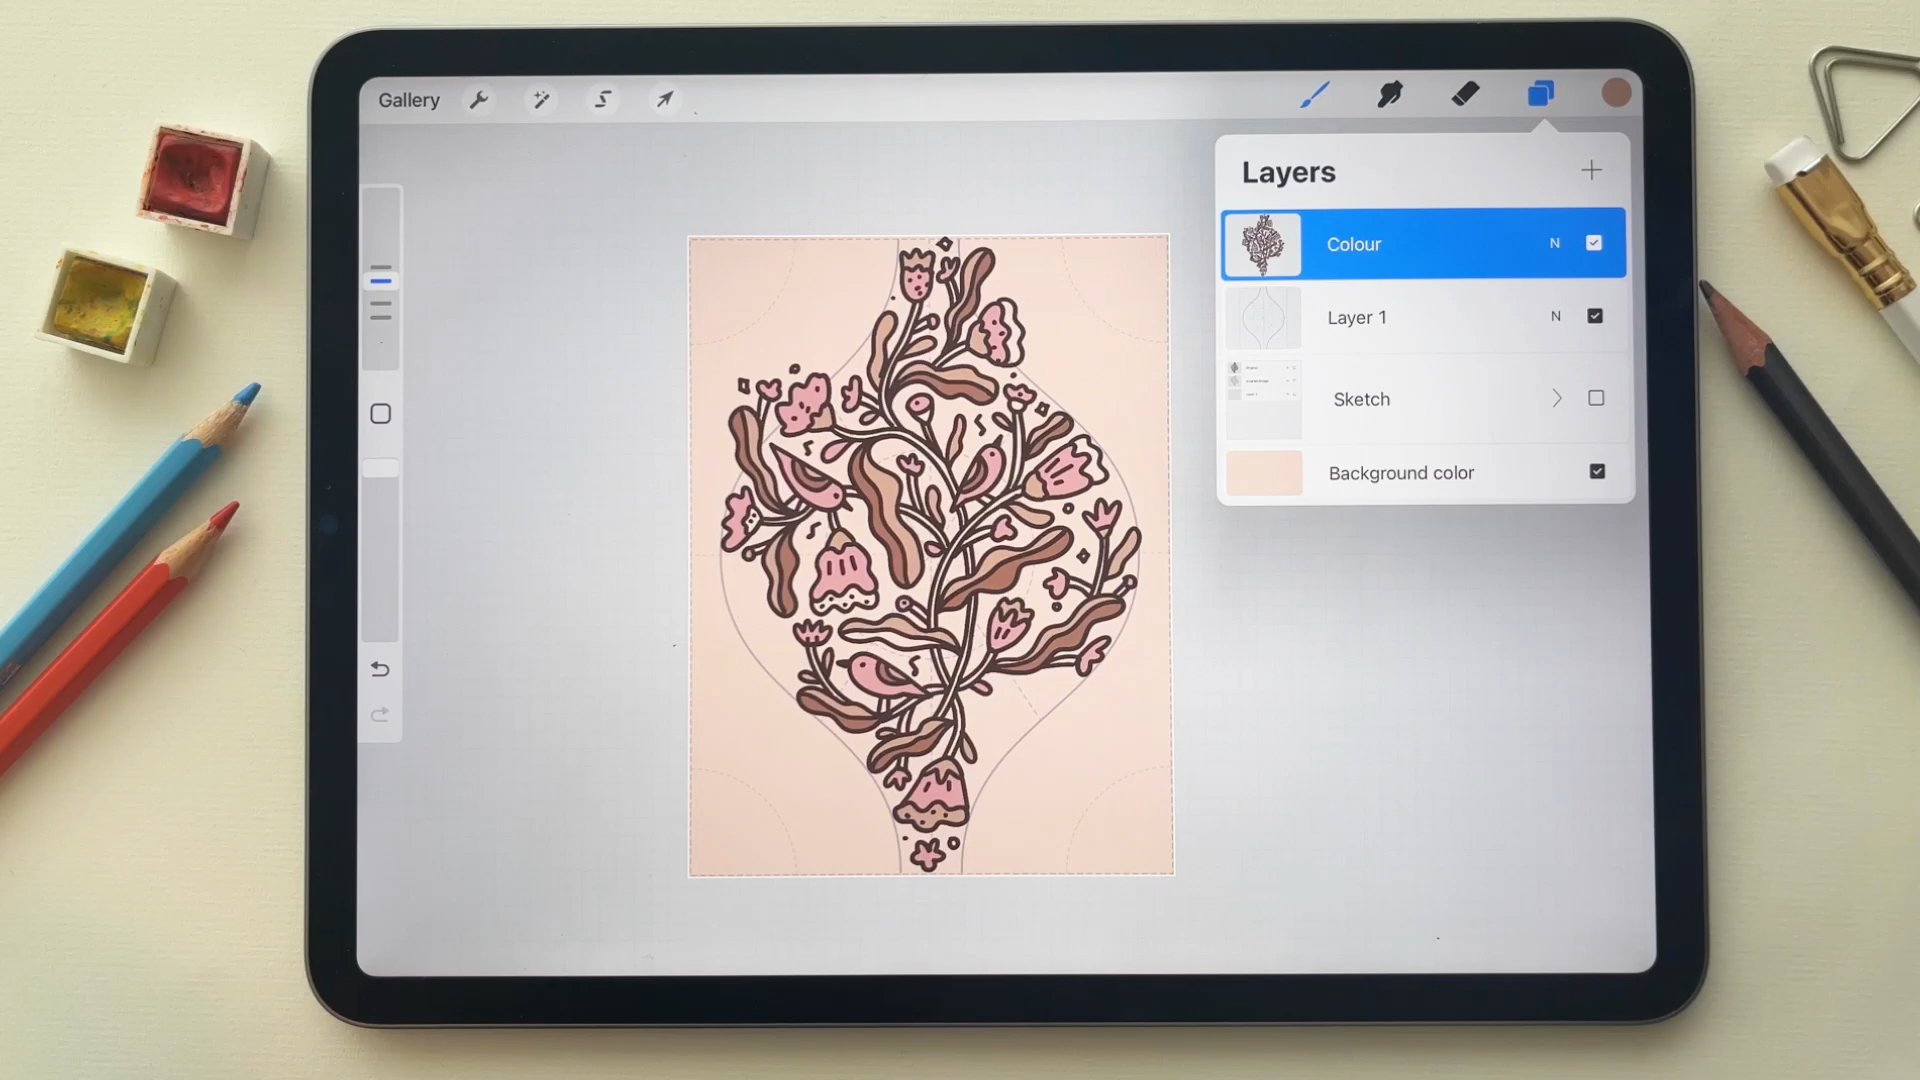 Gallery
Layers
Colour N
Layer 1 N
Sketch
Background color